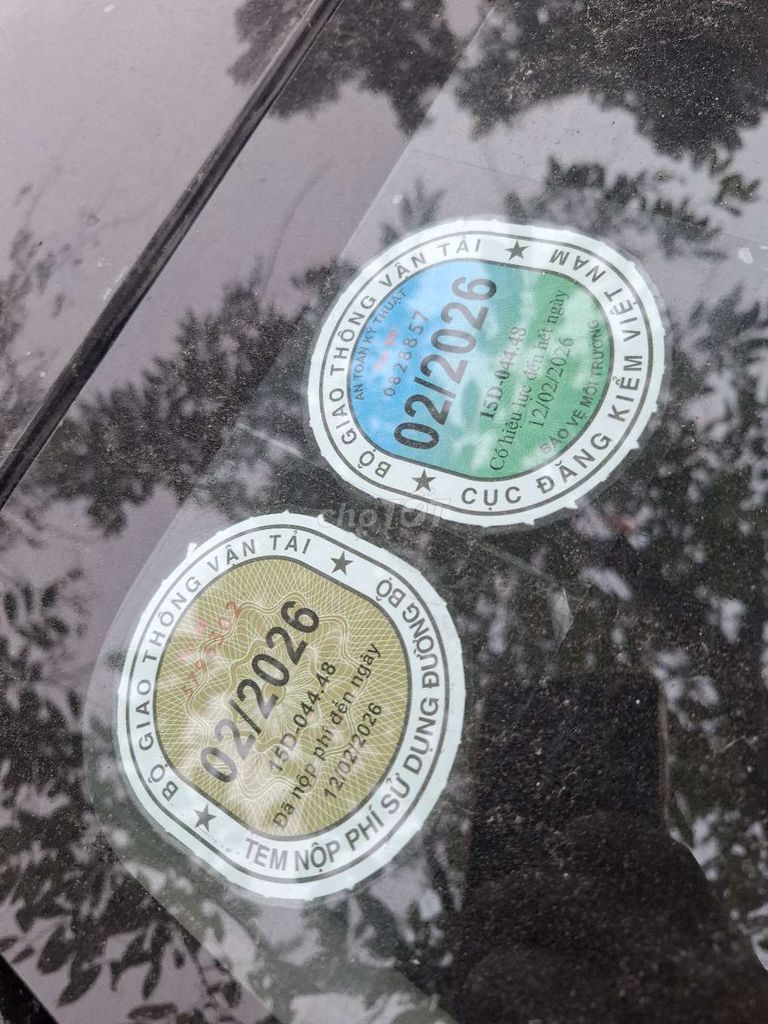 BỘ GIAO THÔNG VẬN TẢI ★ CỤC ĐĂNG KIỂM VIỆT NAM ★
AN TOÀN KỸ THUẬT
0828857
02/2026
15D-044.48
Có hiệu lực đến hết ngày
12/02/2026
BẢO VỆ MÔI TRƯỜNG
chợTỐT
BỘ GIAO THÔNG VẬN TẢI ★ TEM NỘP PHÍ SỬ DỤNG ĐƯỜNG BỘ ★
02/2026
15D-044.48
Đã nộp phí đến ngày
12/02/2026